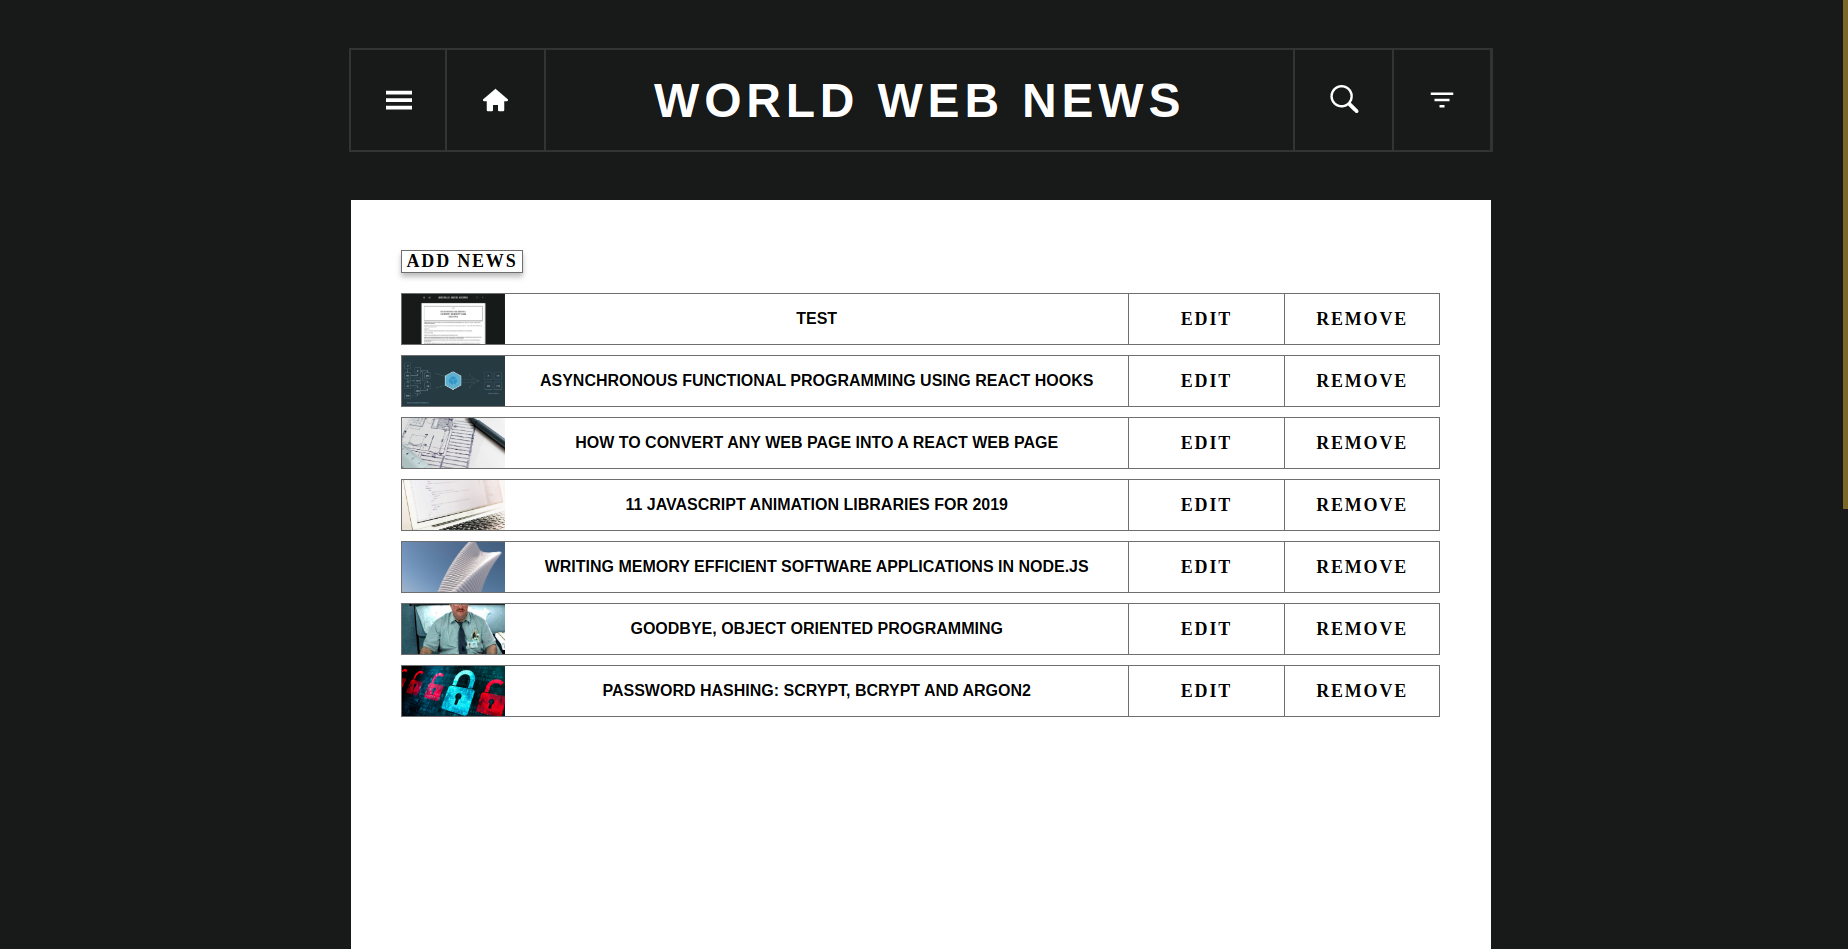 WORLD WEB NEWS
ADD NEWS
TEST EDIT REMOVE
ASYNCHRONOUS FUNCTIONAL PROGRAMMING USING REACT HOOKS EDIT REMOVE
HOW TO CONVERT ANY WEB PAGE INTO A REACT WEB PAGE EDIT REMOVE
11 JAVASCRIPT ANIMATION LIBRARIES FOR 2019 EDIT REMOVE
WRITING MEMORY EFFICIENT SOFTWARE APPLICATIONS IN NODE.JS EDIT REMOVE
GOODBYE, OBJECT ORIENTED PROGRAMMING EDIT REMOVE
PASSWORD HASHING: SCRYPT, BCRYPT AND ARGON2 EDIT REMOVE